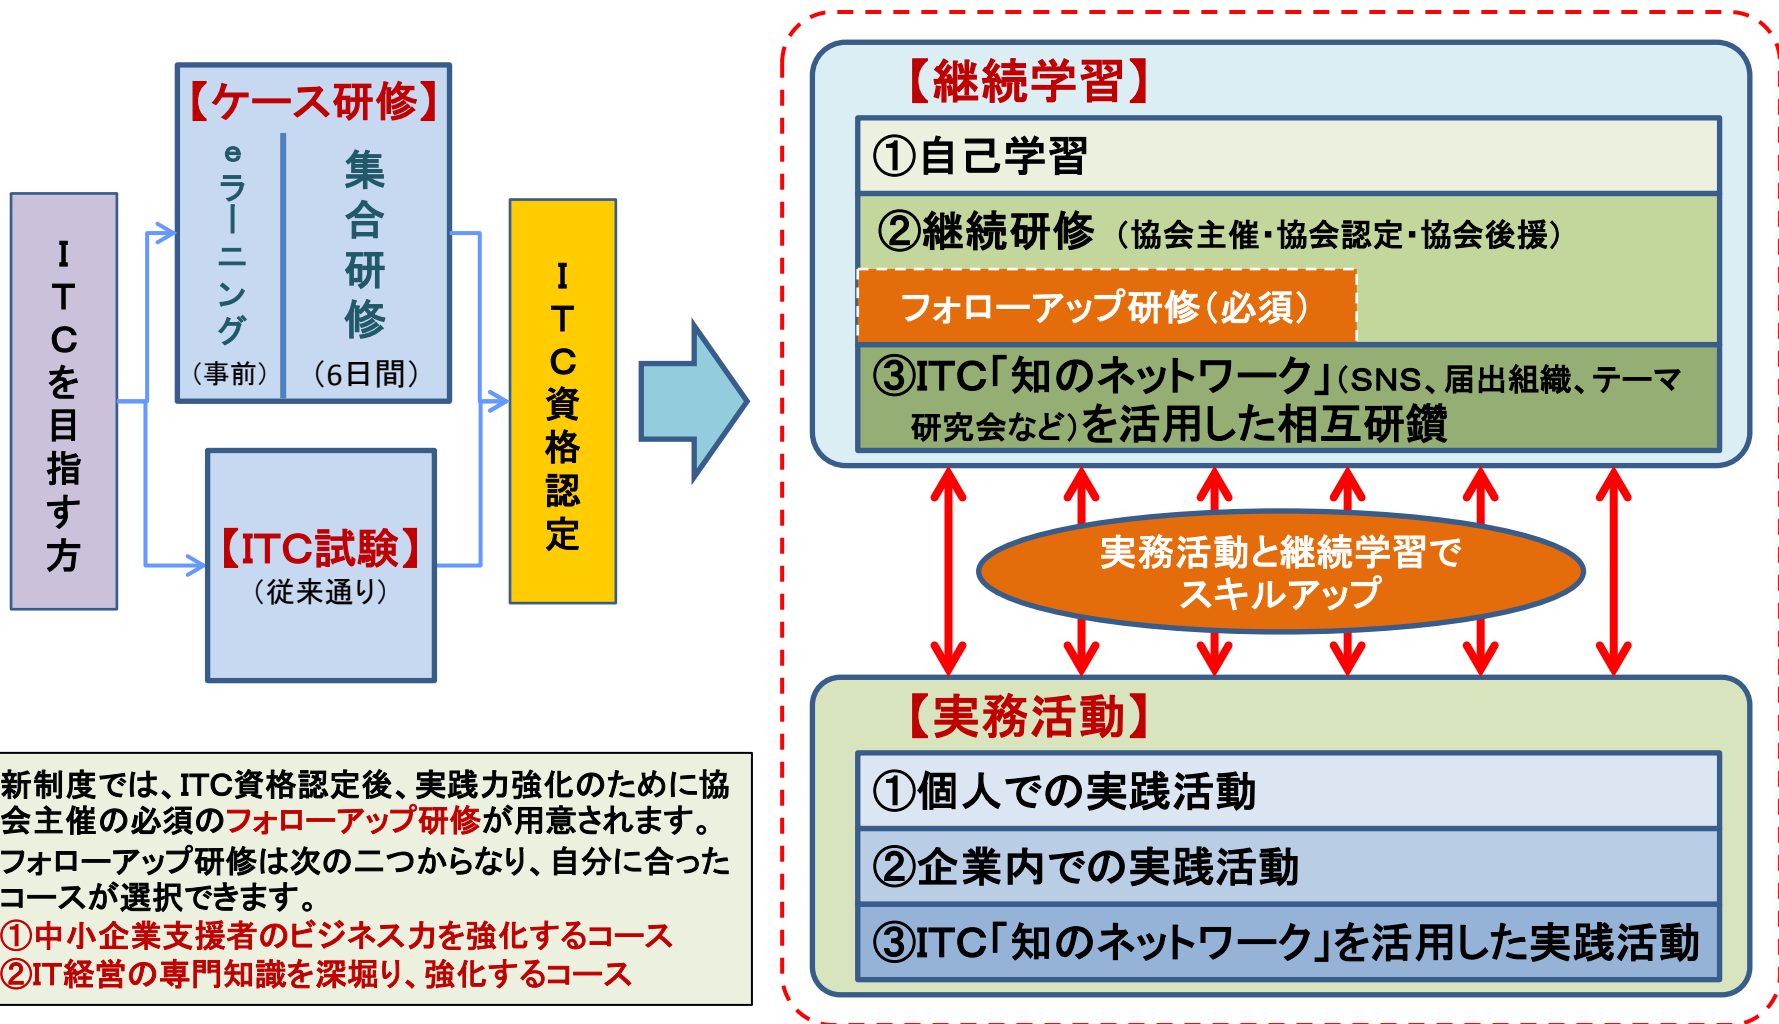 ITCを目指す方
【ケース研修】
eラーニング
(事前)
集合研修
(6日間)
【ITC試験】
(従来通り)
ITC資格認定
新制度では、ITC資格認定後、実践力強化のために協
会主催の必須のフォローアップ研修が用意されます。
フォローアップ研修は次の二つからなり、自分に合った
コースが選択できます。
①中小企業支援者のビジネス力を強化するコース
②IT経営の専門知識を深堀り、強化するコース
【継続学習】
①自己学習
②継続研修 (協会主催・協会認定・協会後援)
フォローアップ研修(必須)
③ITC「知のネットワーク」(SNS、届出組織、テーマ
研究会など)を活用した相互研鑽
実務活動と継続学習で
スキルアップ
【実務活動】
①個人での実践活動
②企業内での実践活動
③ITC「知のネットワーク」を活用した実践活動